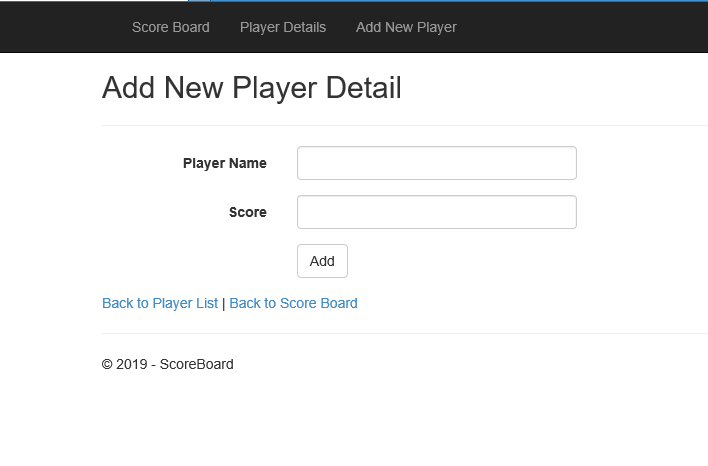 Score Board Player Details Add New Player
Add New Player Detail
Player Name
Score
Add
Back to Player List | Back to Score Board
© 2019 - ScoreBoard